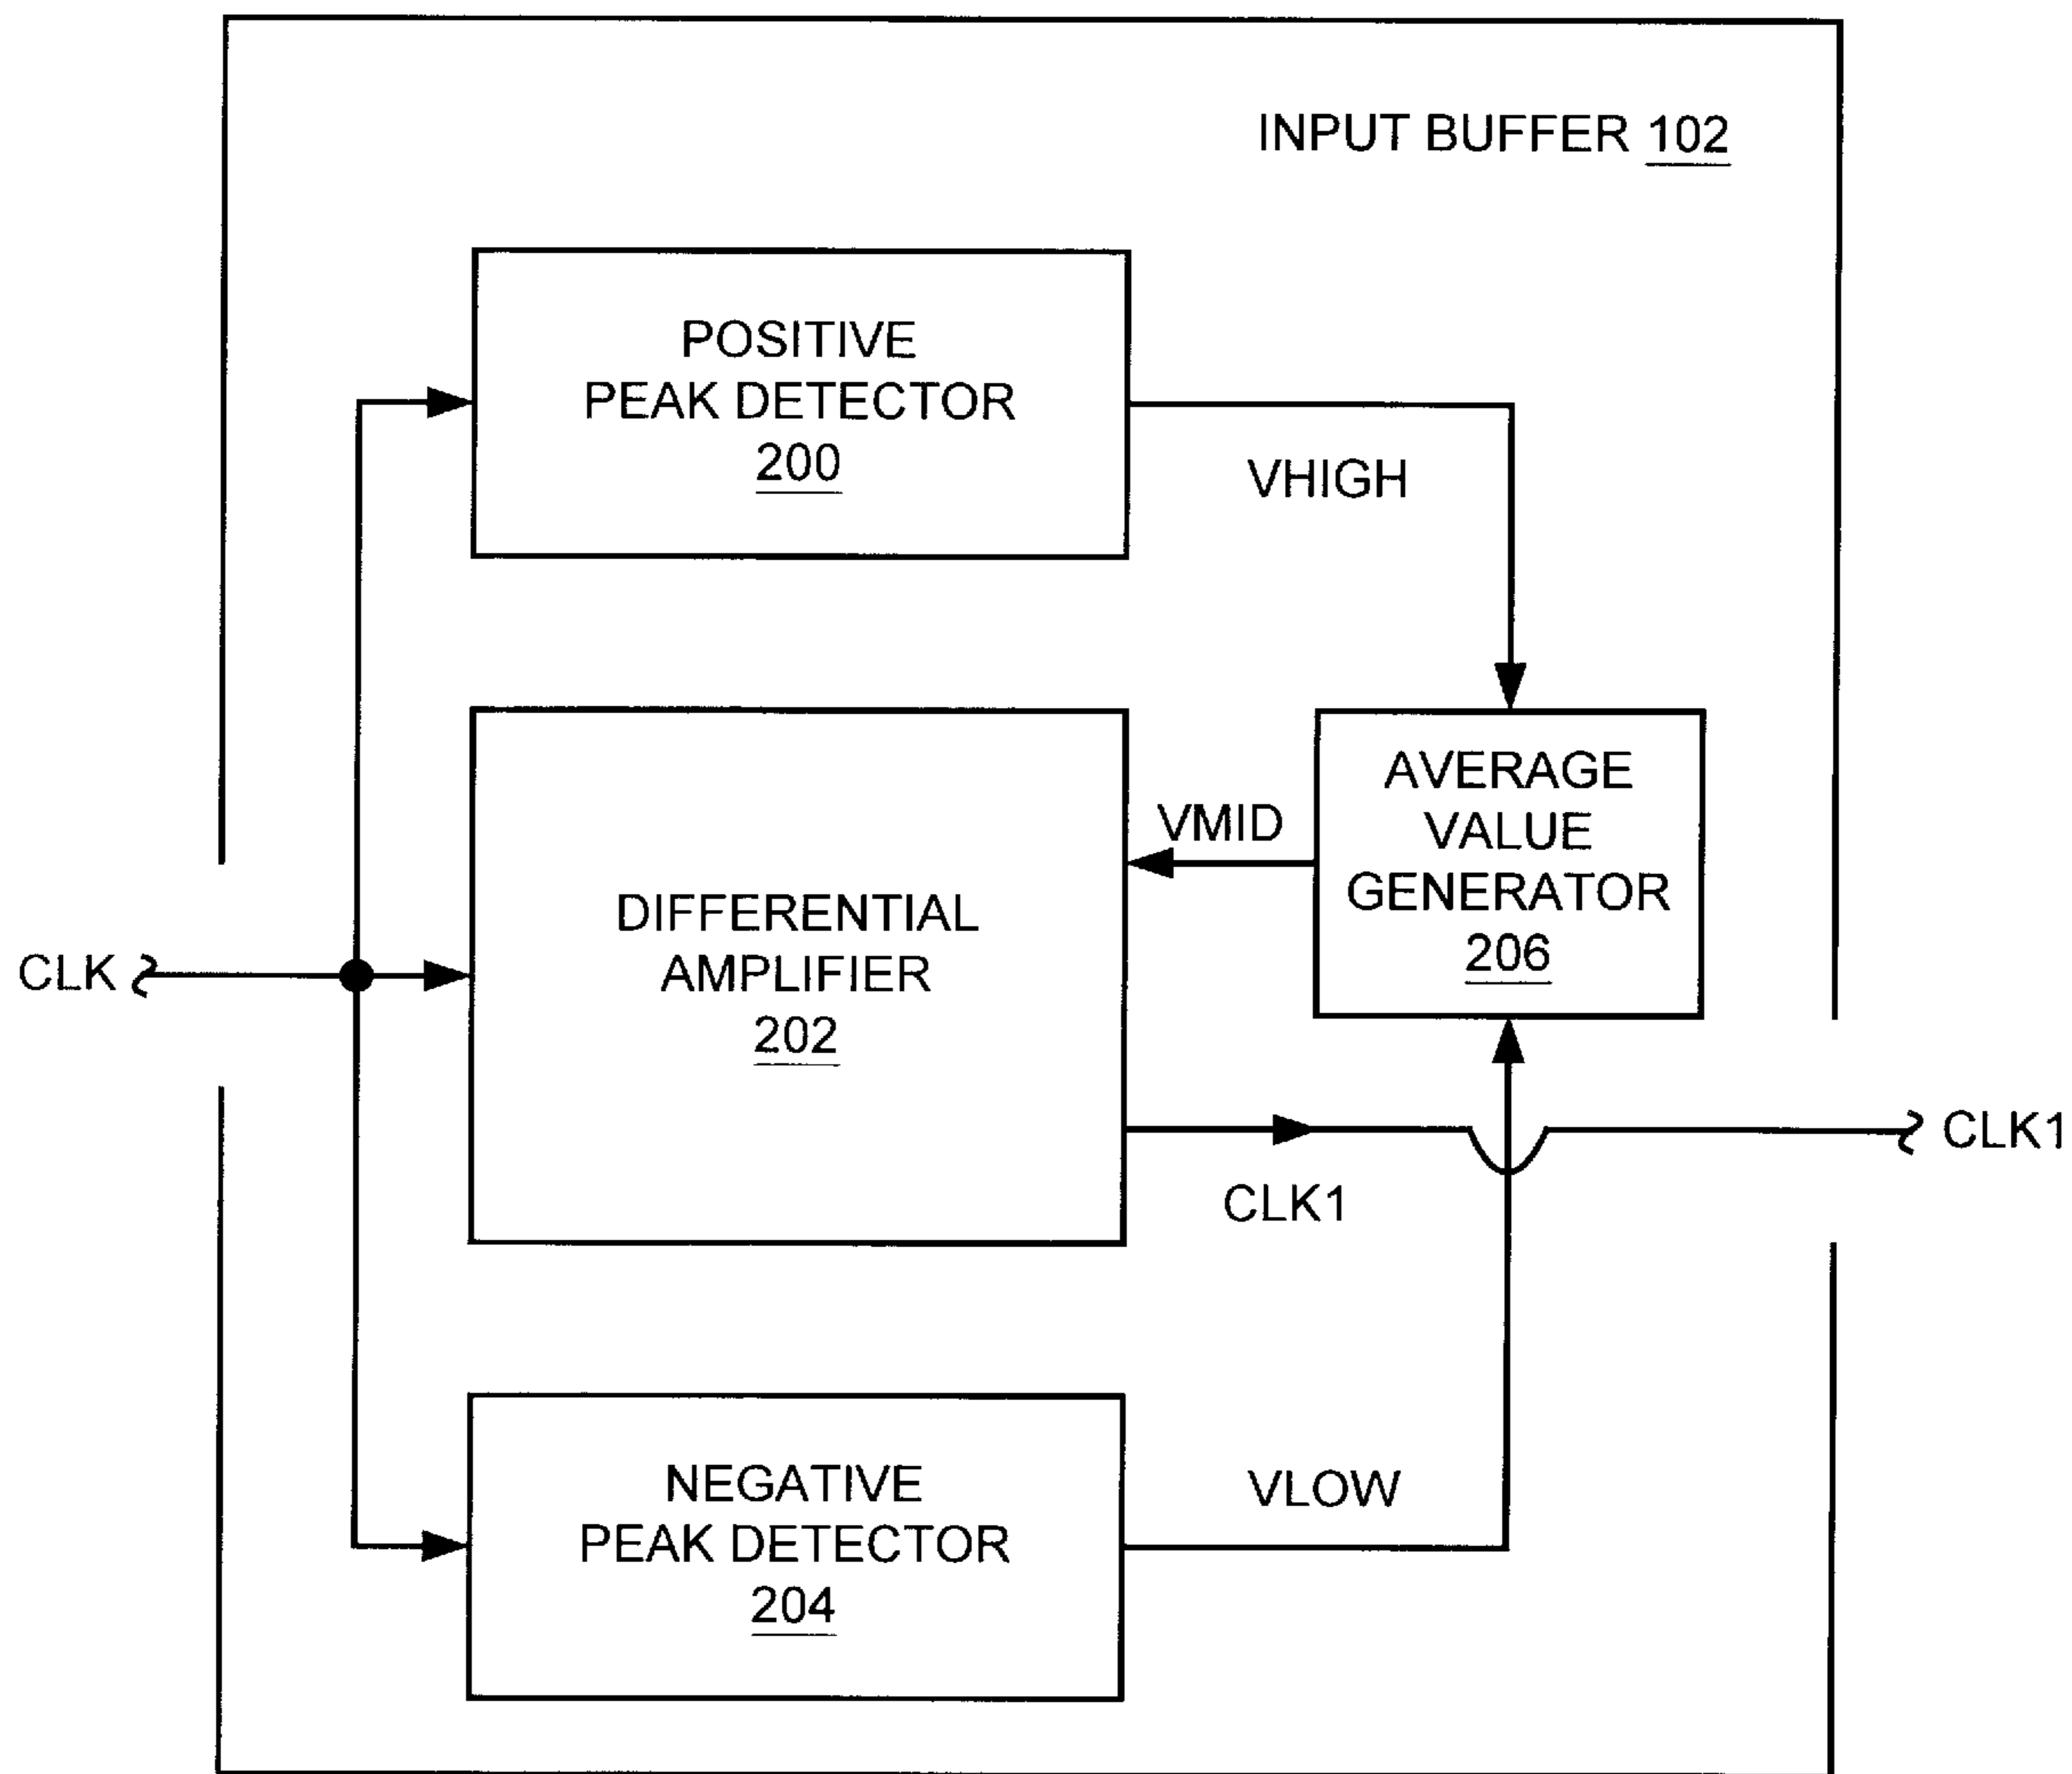 INPUT BUFFER 102
POSITIVE
PEAK DETECTOR
200
VHIGH
AVERAGE
VALUE
GENERATOR
206
VMID
DIFFERENTIAL
AMPLIFIER
202
CLK
CLK1
CLK1
NEGATIVE
PEAK DETECTOR
204
VLOW